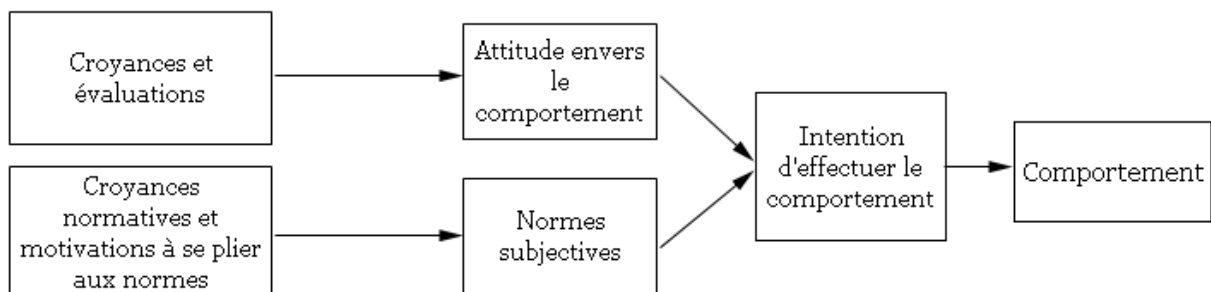 Croyances et
évaluations
Attitude envers
le
comportement
Croyances
normatives et
motivations à se plier
aux normes
Normes
subjectives
Intention
d'effectuer le
comportement
Comportement